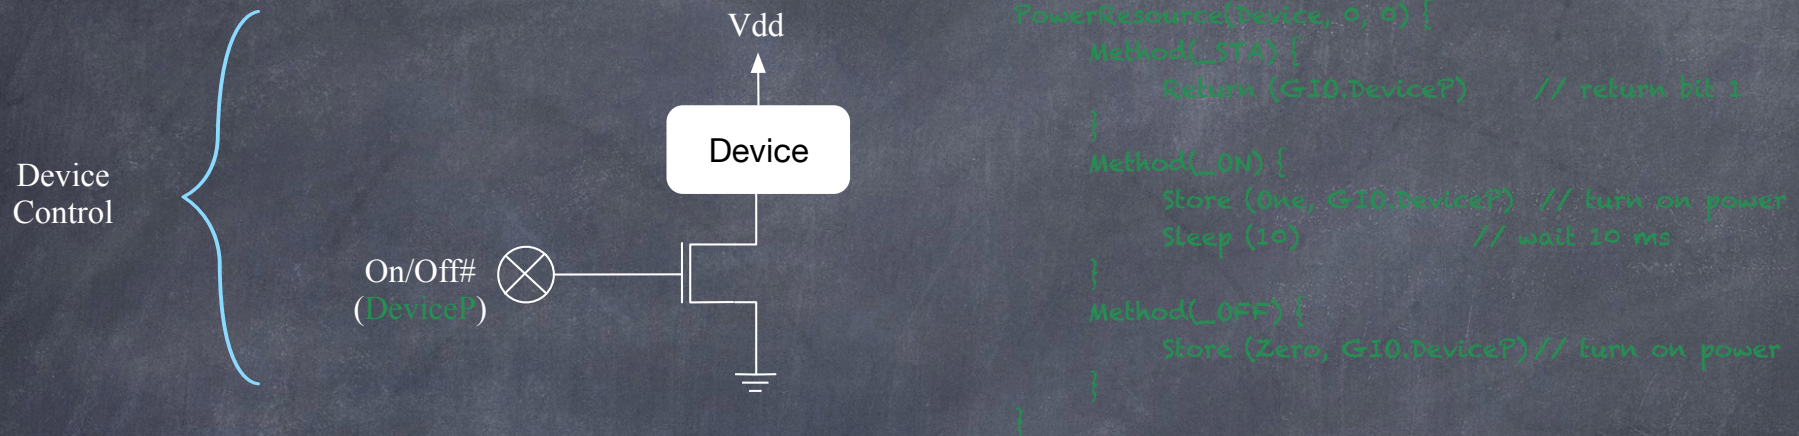 Vdd
Device
Device
Control
On/Off#
(DeviceP)
PowerResource(Device, 0, 0) {
Method(_STA) {
Return (GIO.DeviceP) // return bit 1
}
Method(_ON) {
Store (One, GIO.DeviceP) // turn on power
Sleep (10) // wait 10 ms
}
Method(_OFF) {
Store (Zero, GIO.DeviceP) // turn on power
}
}